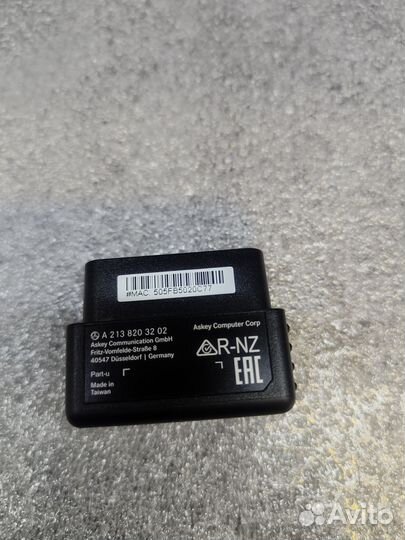 #MAC: 505FB5020C77
A 213 820 32 02
Askey Communication GmbH
Fritz-Vomfelde-Straße 8
40547 Düsseldorf | Germany
Part-u
Made in
Taiwan
Askey Computer Corp
R-NZ
EAC
Avito